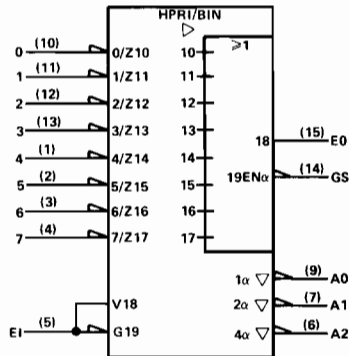 HPRI/BIN
▷
≥1
0 (10) 0/Z10 10
1 (11) 1/Z11 11
2 (12) 2/Z12 12
3 (13) 3/Z13 13
4 (1) 4/Z14 14
5 (2) 5/Z15 15
6 (3) 6/Z16 16
7 (4) 7/Z17 17
18 (15) E0
19ENα (14) GS
1α ▽ (9) A0
2α ▽ (7) A1
4α ▽ (6) A2
V18
EI (5) G19